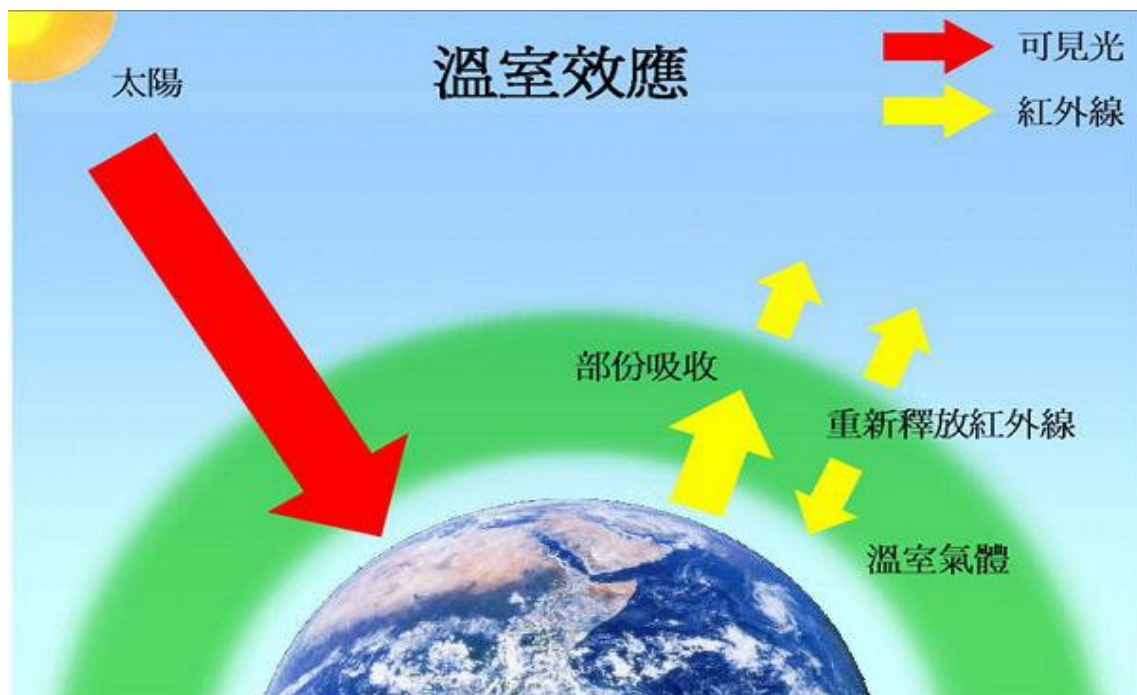 溫室效應
太陽
可見光
紅外線
部份吸收
重新釋放紅外線
溫室氣體